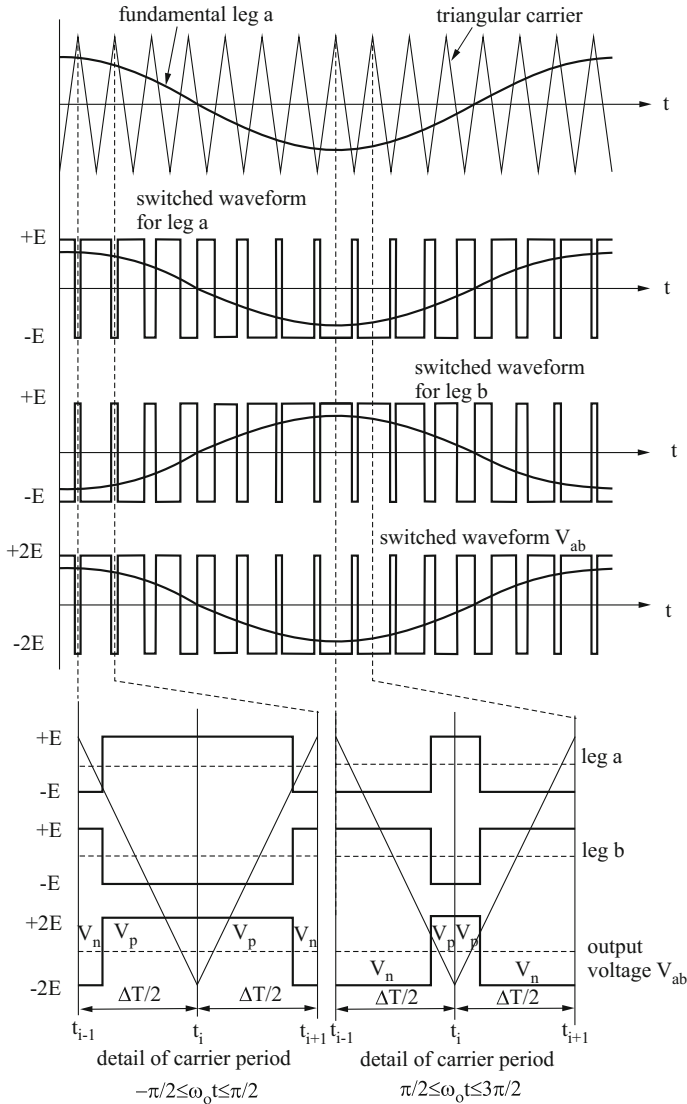 fundamental leg a
triangular carrier
t
switched waveform
for leg a
+E
t
-E
switched waveform
for leg b
+E
t
-E
switched waveform V_ab
+2E
t
-2E
+E
leg a
-E
+E
leg b
-E
+2E
V_n V_p V_p V_n V_p V_p
V_n V_n
output
voltage V_ab
-2E
ΔT/2 ΔT/2 ΔT/2 ΔT/2
t_i-1 t_i t_i+1 t_i-1 t_i t_i+1
detail of carrier period detail of carrier period
−π/2≤ω_ot≤π/2 π/2≤ω_ot≤3π/2